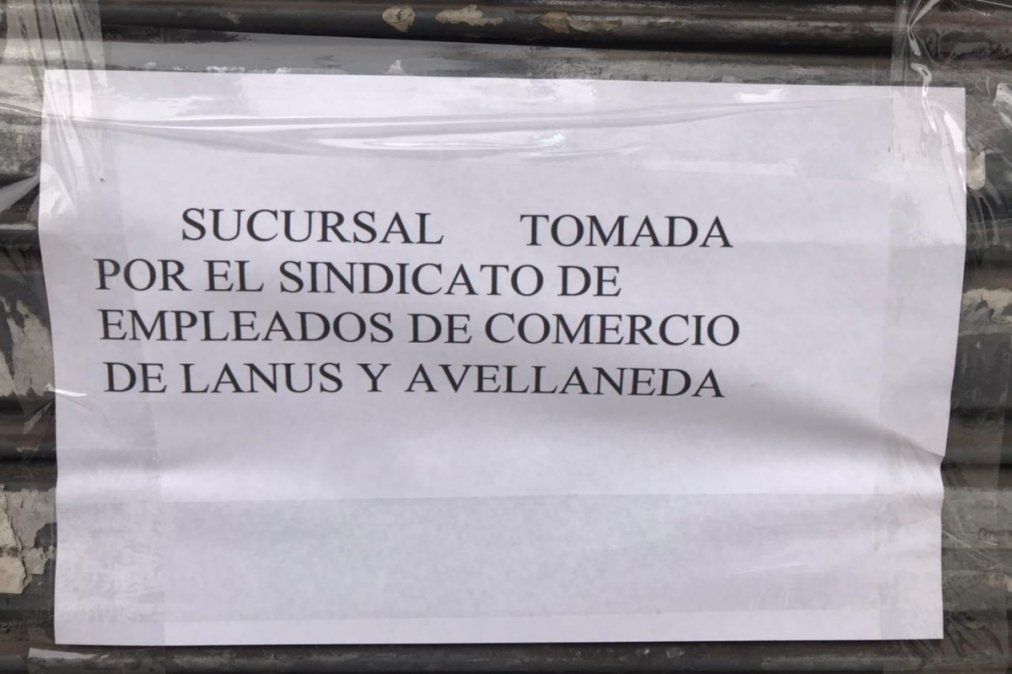 SUCURSAL TOMADA
POR EL SINDICATO DE
EMPLEADOS DE COMERCIO
DE LANUS Y AVELLANEDA